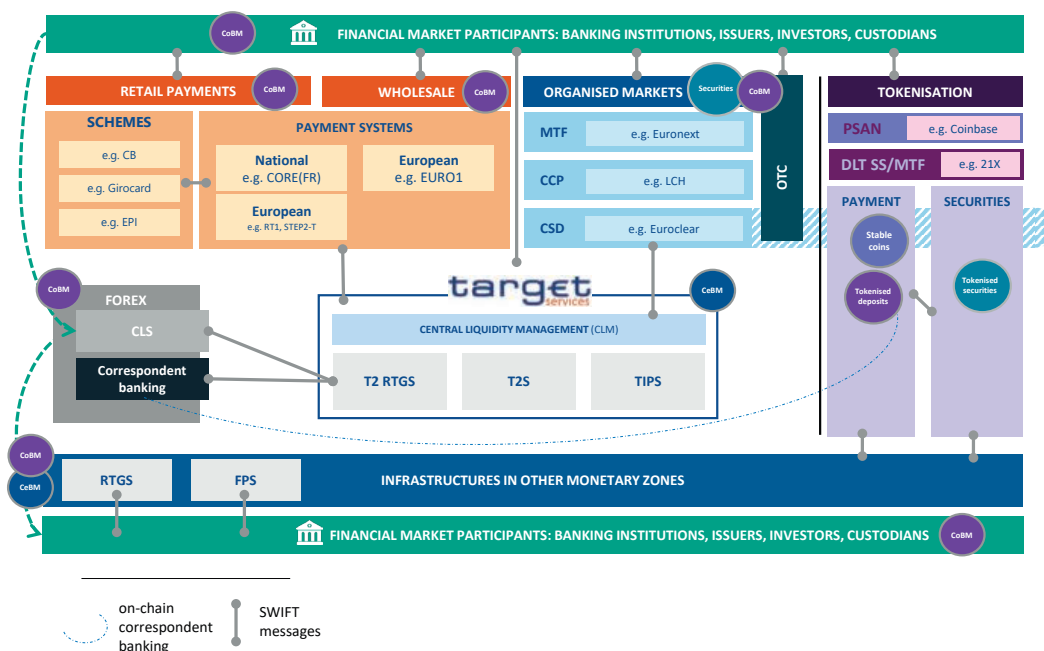 CoBM
FINANCIAL MARKET PARTICIPANTS: BANKING INSTITUTIONS, ISSUERS, INVESTORS, CUSTODIANS
RETAIL PAYMENTS
CoBM
WHOLESALE
CoBM
ORGANISED MARKETS
Securities
CoBM
TOKENISATION
SCHEMES
e.g. CB
e.g. Girocard
e.g. EPI
PAYMENT SYSTEMS
National
e.g. CORE(FR)
European
e.g. EURO1
European
e.g. RT1, STEP2-T
MTF
e.g. Euronext
CCP
e.g. LCH
CSD
e.g. Euroclear
OTC
PSAN
e.g. Coinbase
DLT SS/MTF
e.g. 21X
PAYMENT
Stable
coins
Tokenised
deposits
SECURITIES
Tokenised
securities
CoBM
FOREX
CLS
Correspondent
banking
target
services
CeBM
CENTRAL LIQUIDITY MANAGEMENT (CLM)
T2 RTGS
T2S
TIPS
CoBM
CeBM
RTGS
FPS
INFRASTRUCTURES IN OTHER MONETARY ZONES
FINANCIAL MARKET PARTICIPANTS: BANKING INSTITUTIONS, ISSUERS, INVESTORS, CUSTODIANS
CoBM
on-chain
correspondent
banking
SWIFT
messages